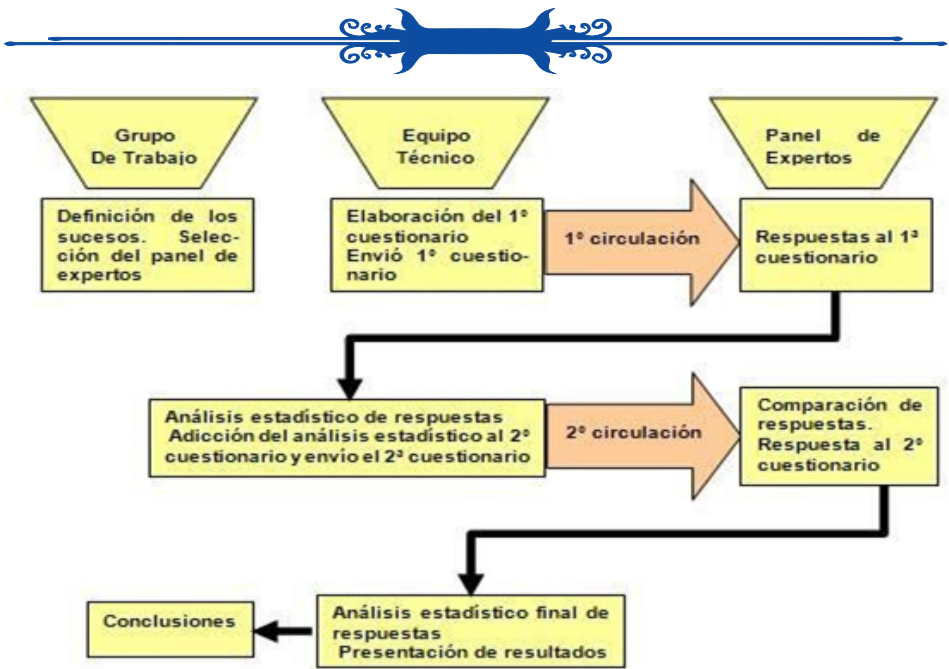 Grupo
De Trabajo
Equipo
Técnico
Panel de
Expertos
Definición de los
sucesos. Selec-
ción del panel de
expertos
Elaboración del 1º
cuestionario
Envió 1º cuestio-
nario
1º circulación
Respuestas al 1ª
cuestionario
Análisis estadístico de respuestas
Adicción del análisis estadístico al 2º
cuestionario y envío el 2ª cuestionario
2º circulación
Comparación de
respuestas.
Respuesta al 2º
cuestionario
Conclusiones
Análisis estadístico final de
respuestas
Presentación de resultados